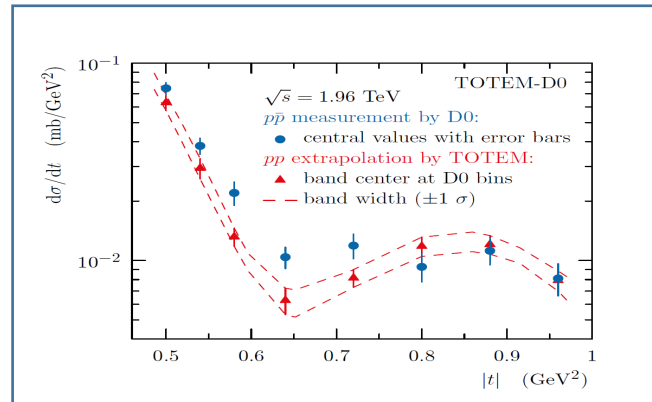 10⁻¹
TOTEM-D0
√s = 1.96 TeV
pp̄ measurement by D0:
central values with error bars
pp extrapolation by TOTEM:
band center at D0 bins
band width (±1 σ)
dσ/dt (mb/GeV²)
10⁻²
0.5 0.6 0.7 0.8 0.9 1
|t| (GeV²)